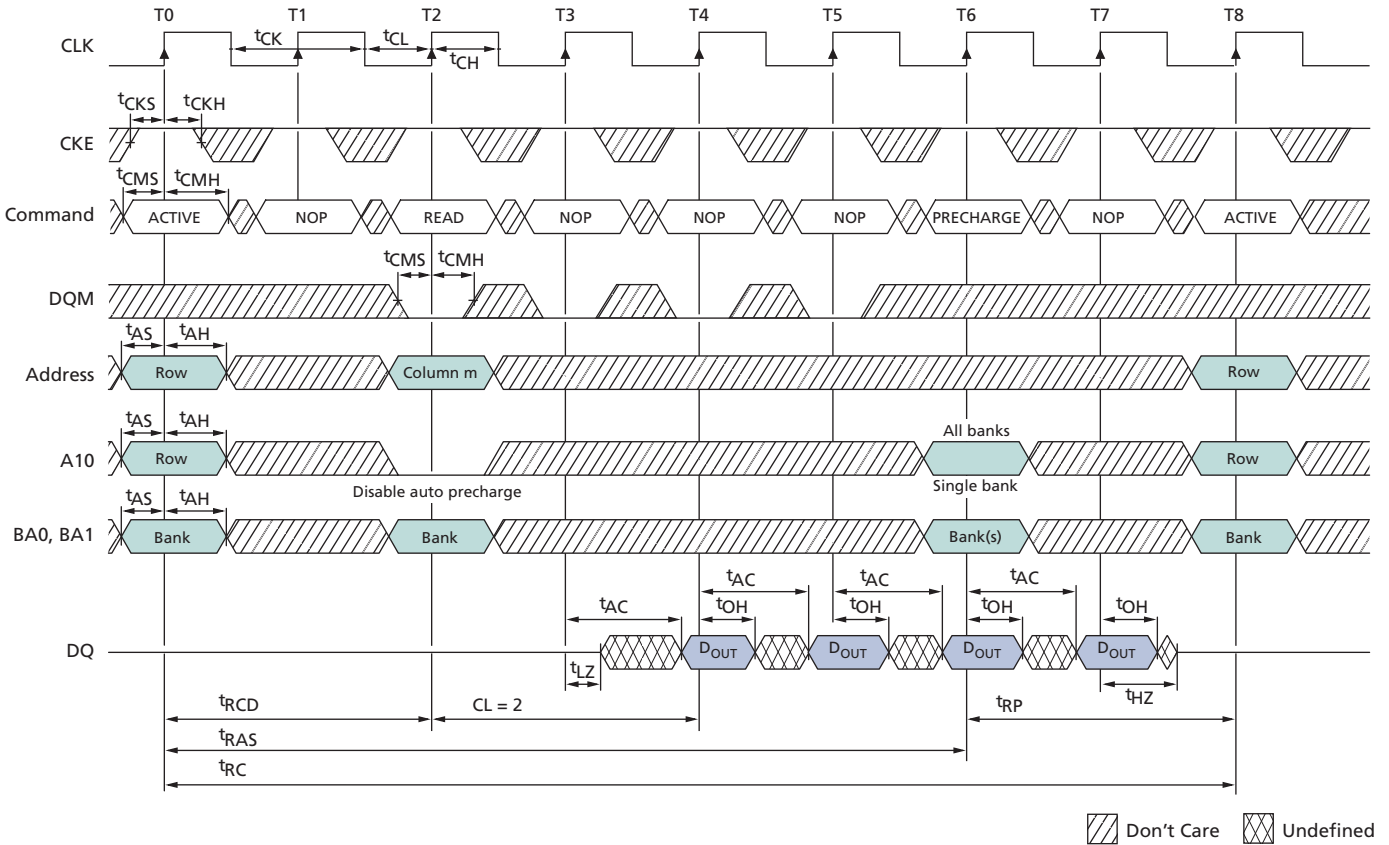 T0 T1 T2 T3 T4 T5 T6 T7 T8
CLK
tCK tCL
tCH
tCKS tCKH
CKE
tCMS tCMH
Command ACTIVE NOP READ NOP NOP NOP PRECHARGE NOP ACTIVE
tCMS tCMH
DQM
tAS tAH
Address Row Column m Row
tAS tAH All banks
A10 Row Row
Disable auto precharge Single bank
tAS tAH
BA0, BA1 Bank Bank Bank(s) Bank
tAC tAC tAC
tAC tOH tOH tOH tOH
DQ DOUT DOUT DOUT DOUT
tLZ tHZ
tRCD CL = 2 tRP
tRAS
tRC
Don't Care Undefined